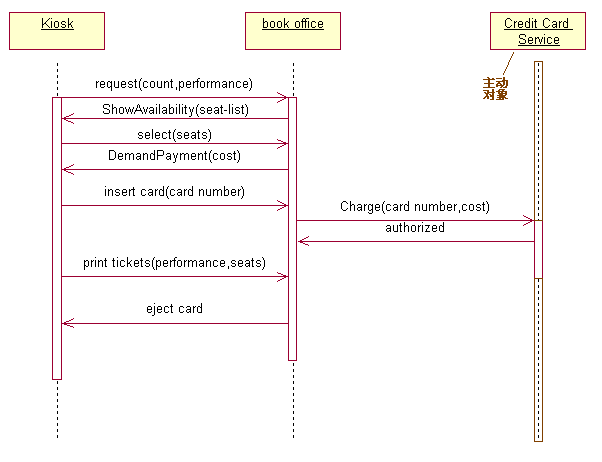 Kiosk
book office
Credit Card
Service
主动
对象
request(count,performance)
ShowAvailability(seat-list)
select(seats)
DemandPayment(cost)
insert card(card number)
Charge(card number,cost)
authorized
print tickets(performance,seats)
eject card